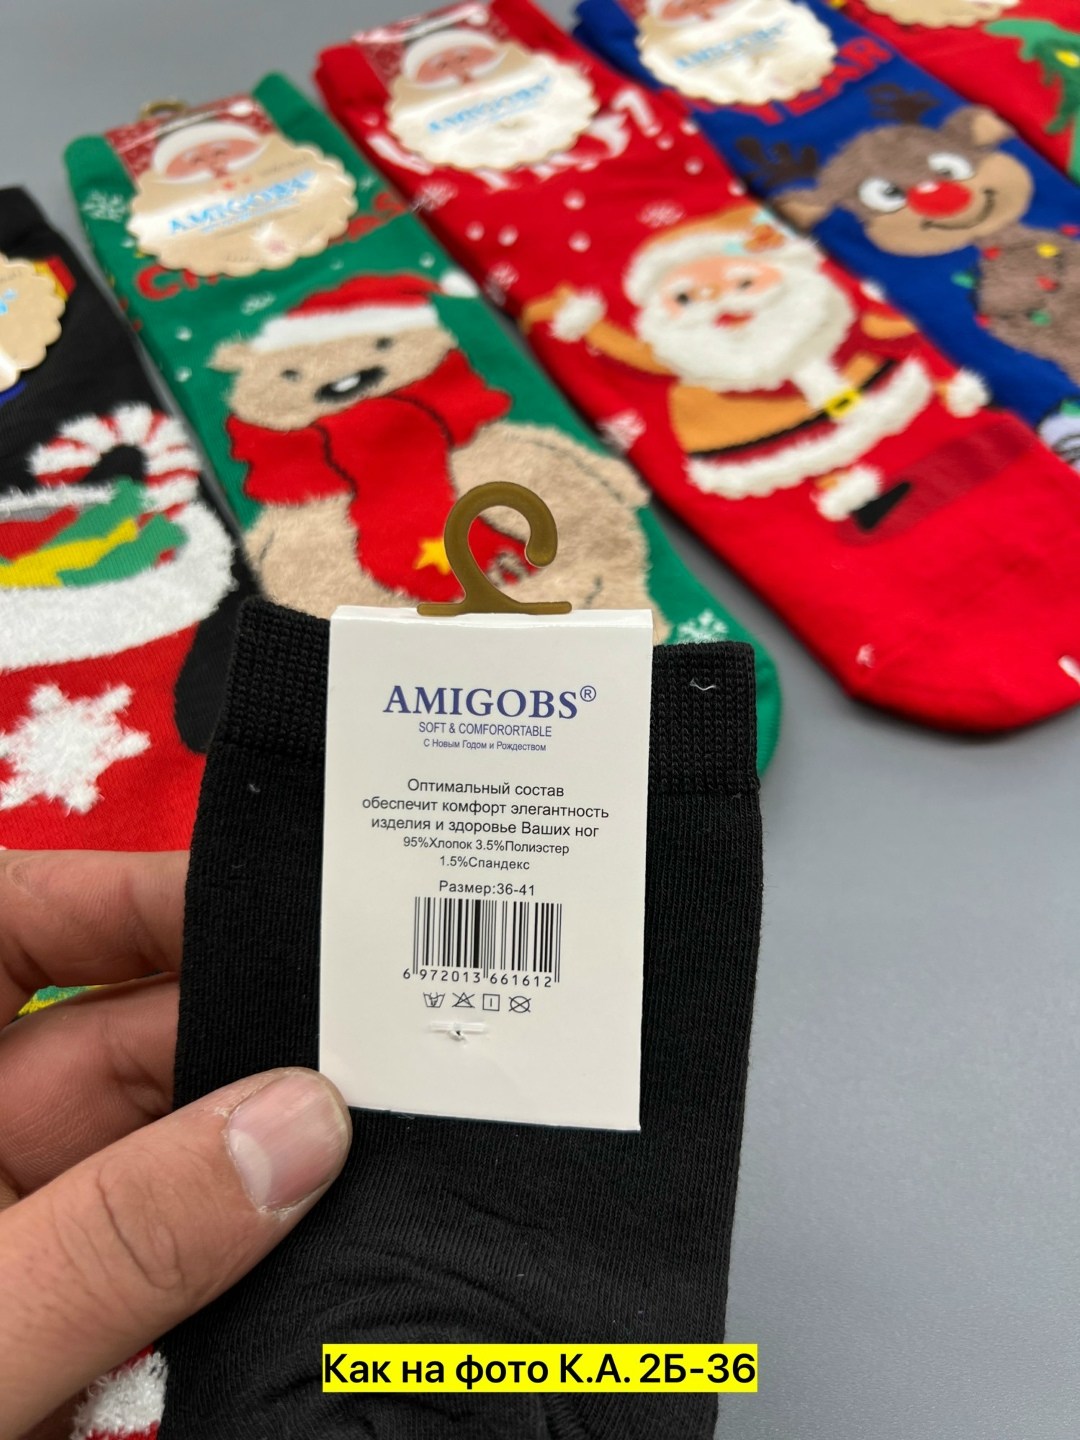 AMIGOBS
AMIGOBS
AMIGOBS®
SOFT & COMFORORTABLE
С Новым Годом и Рождеством
Оптимальный состав
обеспечит комфорт элегантность
изделия и здоровье Ваших ног
95%Хлопок 3.5%Полиэстер
1.5%Спандекс
Размер:36-41
6 972013 661612
Как на фото К.А. 2Б-36